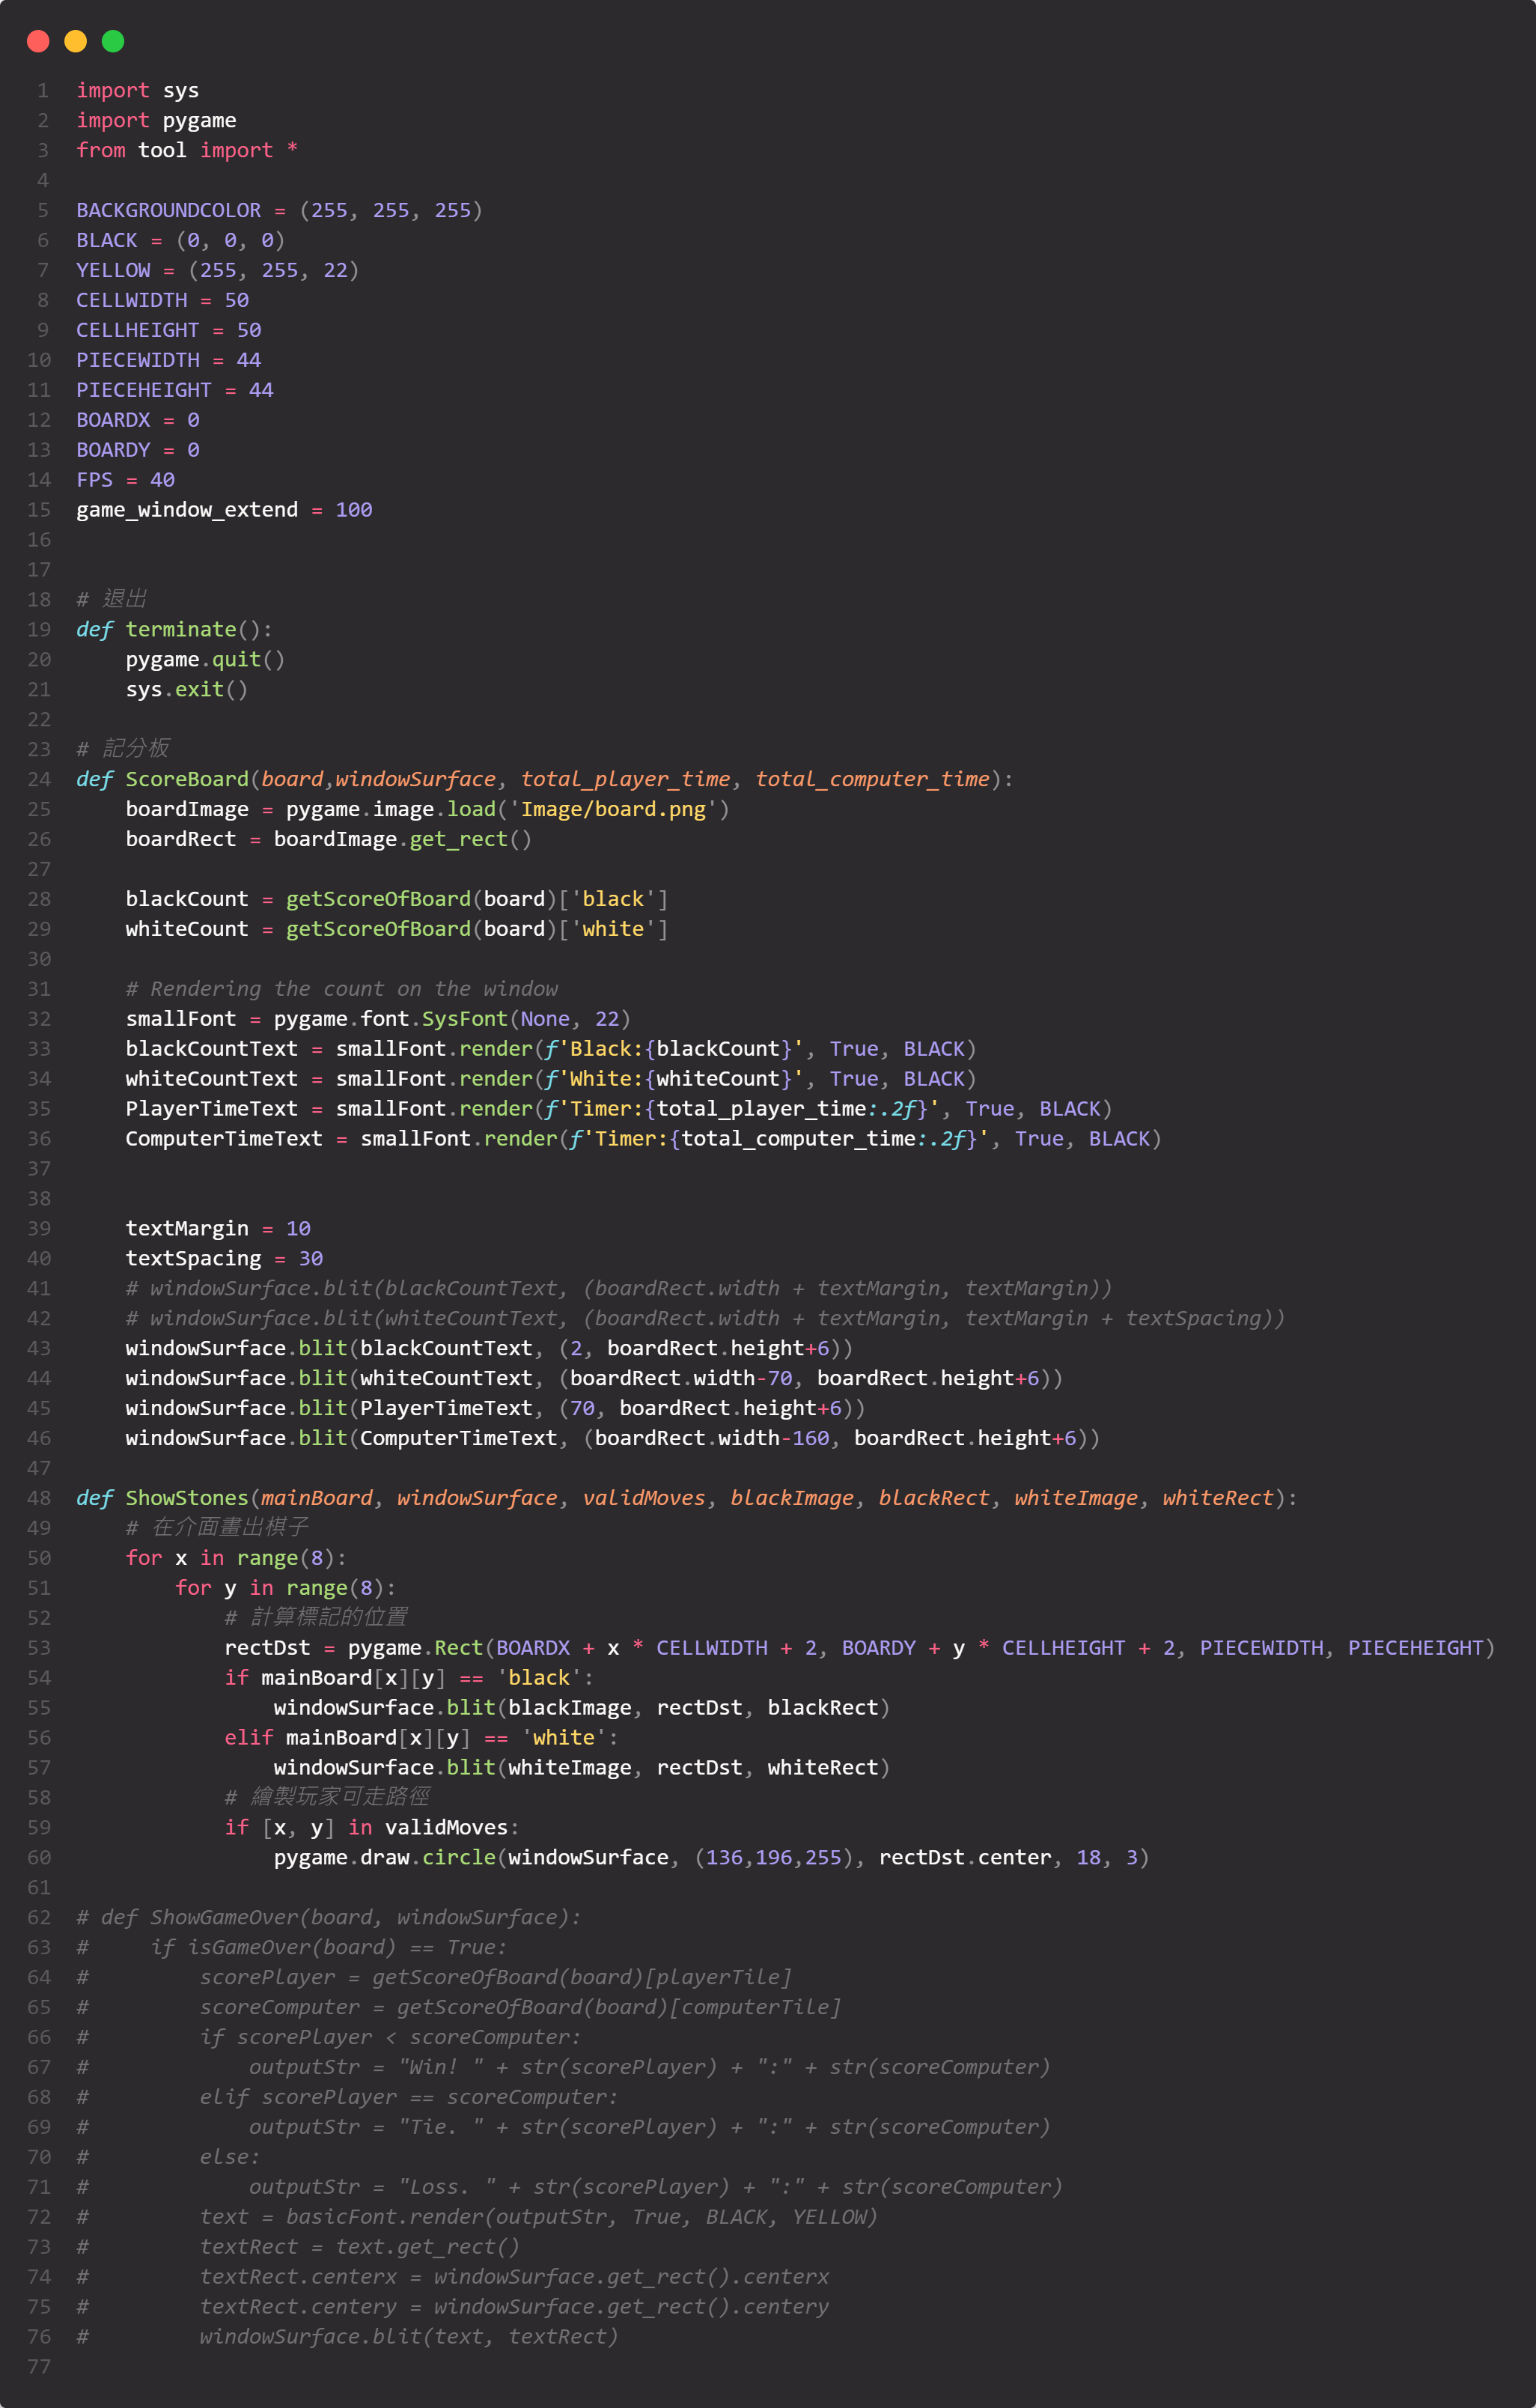 1 import sys
2 import pygame
3 from tool import *
4
5 BACKGROUNDCOLOR = (255, 255, 255)
6 BLACK = (0, 0, 0)
7 YELLOW = (255, 255, 22)
8 CELLWIDTH = 50
9 CELLHEIGHT = 50
10 PIECEWIDTH = 44
11 PIECEHEIGHT = 44
12 BOARDX = 0
13 BOARDY = 0
14 FPS = 40
15 game_window_extend = 100
16
17
18 # 退出
19 def terminate():
20     pygame.quit()
21     sys.exit()
22
23 # 記分板
24 def ScoreBoard(board,windowSurface, total_player_time, total_computer_time):
25     boardImage = pygame.image.load('Image/board.png')
26     boardRect = boardImage.get_rect()
27
28     blackCount = getScoreOfBoard(board)['black']
29     whiteCount = getScoreOfBoard(board)['white']
30
31     # Rendering the count on the window
32     smallFont = pygame.font.SysFont(None, 22)
33     blackCountText = smallFont.render(f'Black:{blackCount}', True, BLACK)
34     whiteCountText = smallFont.render(f'White:{whiteCount}', True, BLACK)
35     PlayerTimeText = smallFont.render(f'Timer:{total_player_time:.2f}', True, BLACK)
36     ComputerTimeText = smallFont.render(f'Timer:{total_computer_time:.2f}', True, BLACK)
37
38
39     textMargin = 10
40     textSpacing = 30
41     # windowSurface.blit(blackCountText, (boardRect.width + textMargin, textMargin))
42     # windowSurface.blit(whiteCountText, (boardRect.width + textMargin, textMargin + textSpacing))
43     windowSurface.blit(blackCountText, (2, boardRect.height+6))
44     windowSurface.blit(whiteCountText, (boardRect.width-70, boardRect.height+6))
45     windowSurface.blit(PlayerTimeText, (70, boardRect.height+6))
46     windowSurface.blit(ComputerTimeText, (boardRect.width-160, boardRect.height+6))
47
48 def ShowStones(mainBoard, windowSurface, validMoves, blackImage, blackRect, whiteImage, whiteRect):
49     # 在介面畫出棋子
50     for x in range(8):
51         for y in range(8):
52             # 計算標記的位置
53             rectDst = pygame.Rect(BOARDX + x * CELLWIDTH + 2, BOARDY + y * CELLHEIGHT + 2, PIECEWIDTH, PIECEHEIGHT)
54             if mainBoard[x][y] == 'black':
55                 windowSurface.blit(blackImage, rectDst, blackRect)
56             elif mainBoard[x][y] == 'white':
57                 windowSurface.blit(whiteImage, rectDst, whiteRect)
58             # 繪製玩家可走路徑
59             if [x, y] in validMoves:
60                 pygame.draw.circle(windowSurface, (136,196,255), rectDst.center, 18, 3)
61
62 # def ShowGameOver(board, windowSurface):
63 #     if isGameOver(board) == True:
64 #         scorePlayer = getScoreOfBoard(board)[playerTile]
65 #         scoreComputer = getScoreOfBoard(board)[computerTile]
66 #         if scorePlayer < scoreComputer:
67 #             outputStr = "Win! " + str(scorePlayer) + ":" + str(scoreComputer)
68 #         elif scorePlayer == scoreComputer:
69 #             outputStr = "Tie. " + str(scorePlayer) + ":" + str(scoreComputer)
70 #         else:
71 #             outputStr = "Loss. " + str(scorePlayer) + ":" + str(scoreComputer)
72 #         text = basicFont.render(outputStr, True, BLACK, YELLOW)
73 #         textRect = text.get_rect()
74 #         textRect.centerx = windowSurface.get_rect().centerx
75 #         textRect.centery = windowSurface.get_rect().centery
76 #         windowSurface.blit(text, textRect)
77